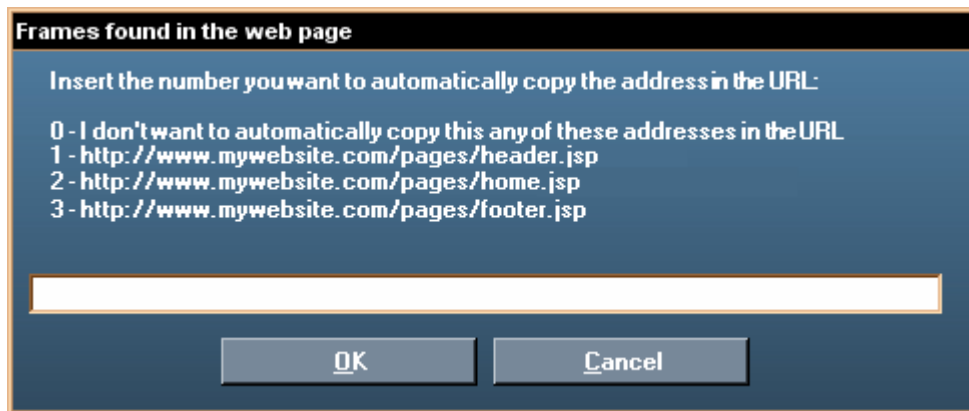 Frames found in the web page
Insert the number you want to automatically copy the address in the URL:
0 - I don't want to automatically copy this any of these addresses in the URL
1 - http://www.mywebsite.com/pages/header.jsp
2 - http://www.mywebsite.com/pages/home.jsp
3 - http://www.mywebsite.com/pages/footer.jsp
OK
Cancel